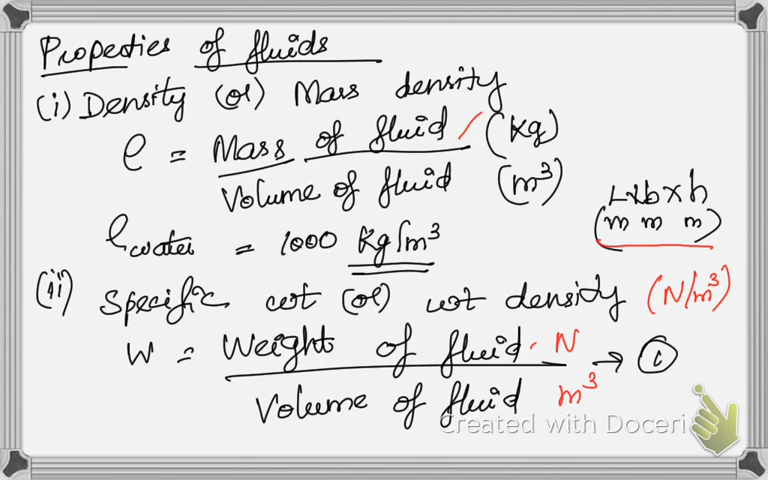 Properties of fluids
(i) Density (or) Mass density
ρ = Mass of fluid (Kg)
Volume of fluid (m³)
L×b×h
(m m m)
ρwater = 1000 Kg/m³
(ii) Specific wt (or) wt density (N/m³)
W = Weight of fluid N → ①
Volume of fluid m³
Created with Doceri